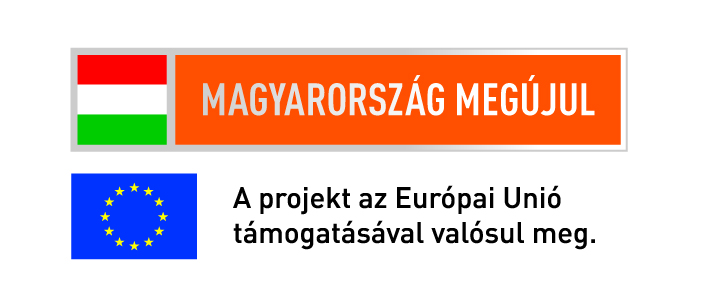 MAGYARORSZÁG MEGÚJUL
A projekt az Európai Unió
támogatásával valósul meg.